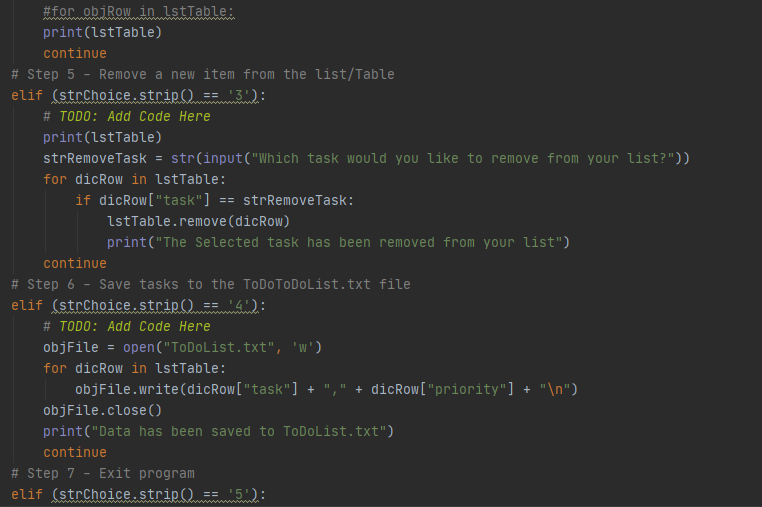 #for objRow in lstTable:
    print(lstTable)
    continue
# Step 5 - Remove a new item from the list/Table
elif (strChoice.strip() == '3'):
    # TODO: Add Code Here
    print(lstTable)
    strRemoveTask = str(input("Which task would you like to remove from your list?"))
    for dicRow in lstTable:
        if dicRow["task"] == strRemoveTask:
            lstTable.remove(dicRow)
            print("The Selected task has been removed from your list")
    continue
# Step 6 - Save tasks to the ToDoToDoList.txt file
elif (strChoice.strip() == '4'):
    # TODO: Add Code Here
    objFile = open("ToDoList.txt", 'w')
    for dicRow in lstTable:
        objFile.write(dicRow["task"] + "," + dicRow["priority"] + "\n")
    objFile.close()
    print("Data has been saved to ToDoList.txt")
    continue
# Step 7 - Exit program
elif (strChoice.strip() == '5'):